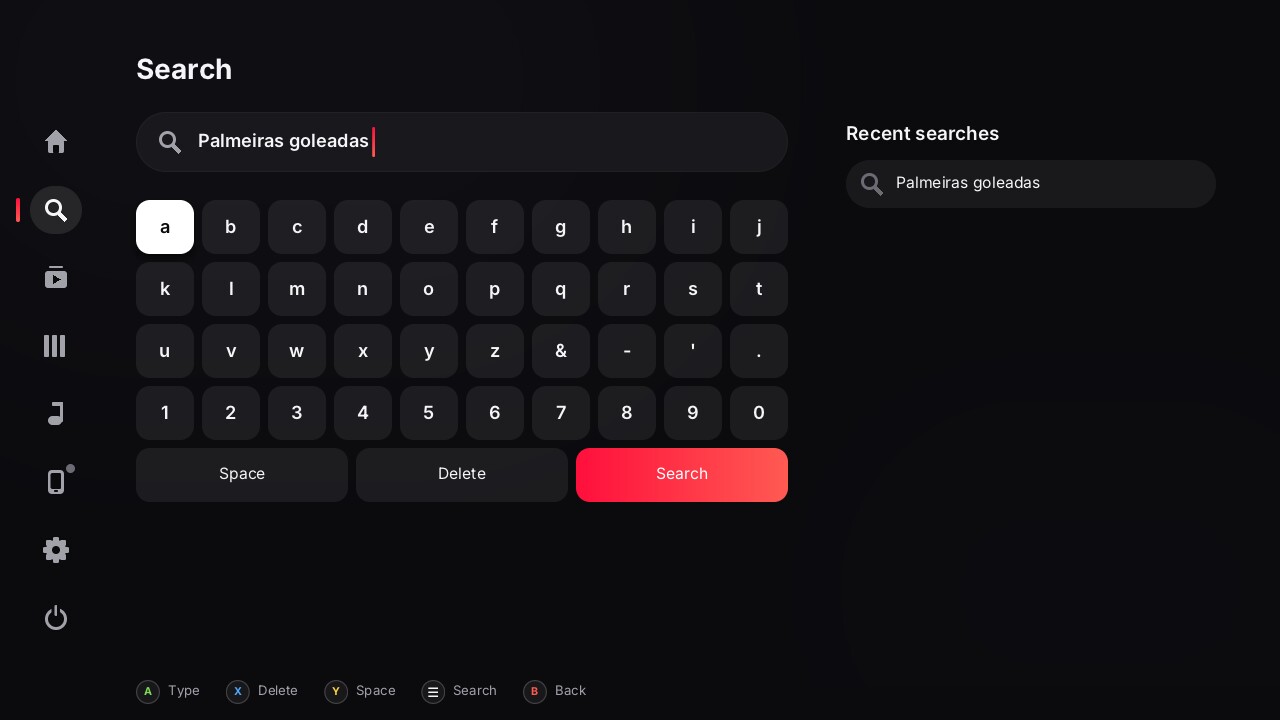 Search
Palmeiras goleadas
a b c d e f g h i j
k l m n o p q r s t
u v w x y z & - ' .
1 2 3 4 5 6 7 8 9 0
Space Delete Search
Recent searches
Palmeiras goleadas
A Type X Delete Y Space Search B Back